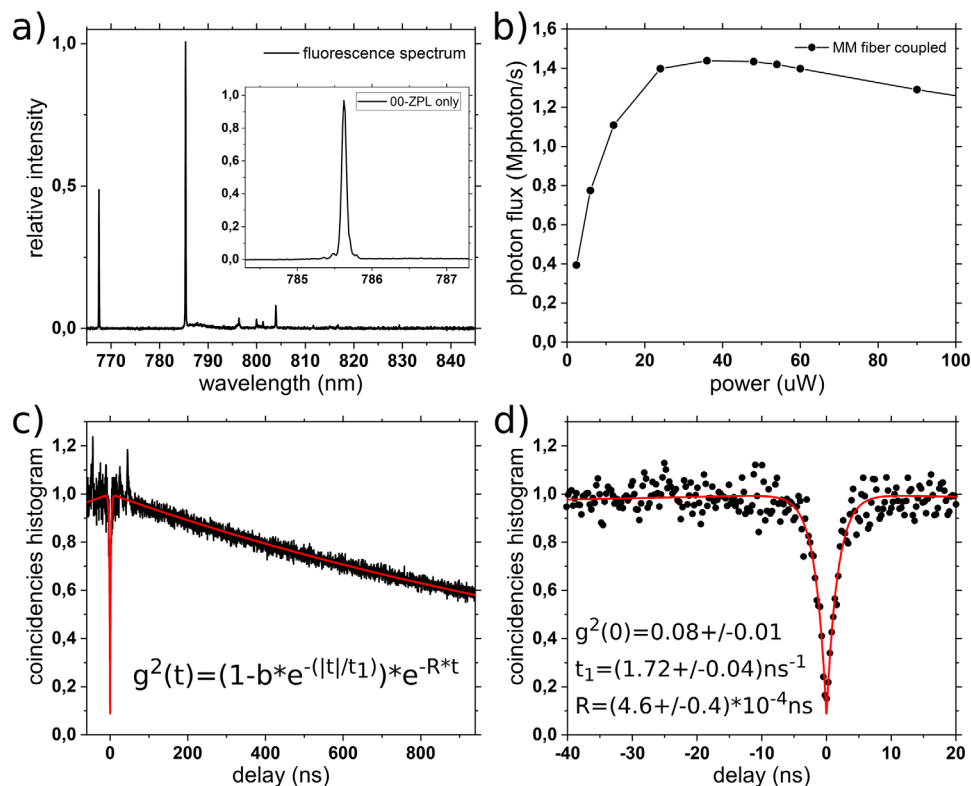 a)
1,0
0,5
0,0
relative intensity
fluorescence spectrum
1,0
0,8
0,6
0,4
0,2
0,0
00-ZPL only
785 786 787
770 780 790 800 810 820 830 840
wavelength (nm)
b)
1,6
1,4
1,2
1,0
1,8
1,6
1,4
1,2
0,0
photon flux (Mphoton/s)
MM fiber coupled
0 20 40 60 80 100
power (uW)
c)
1,2
1,0
0,8
0,6
0,4
0,2
0,0
coincidencies histogram
g²(t)=(1-b*e^-(|t|/t₁))*e^-R*t
0 200 400 600 800
delay (ns)
d)
1,2
1,0
0,8
0,6
0,4
0,2
0,0
coincidencies histogram
g²(0)=0.08+/-0.01
t₁=(1.72+/-0.04)ns⁻¹
R=(4.6+/-0.4)*10⁻⁴ns
-40 -30 -20 -10 0 10 20
delay (ns)